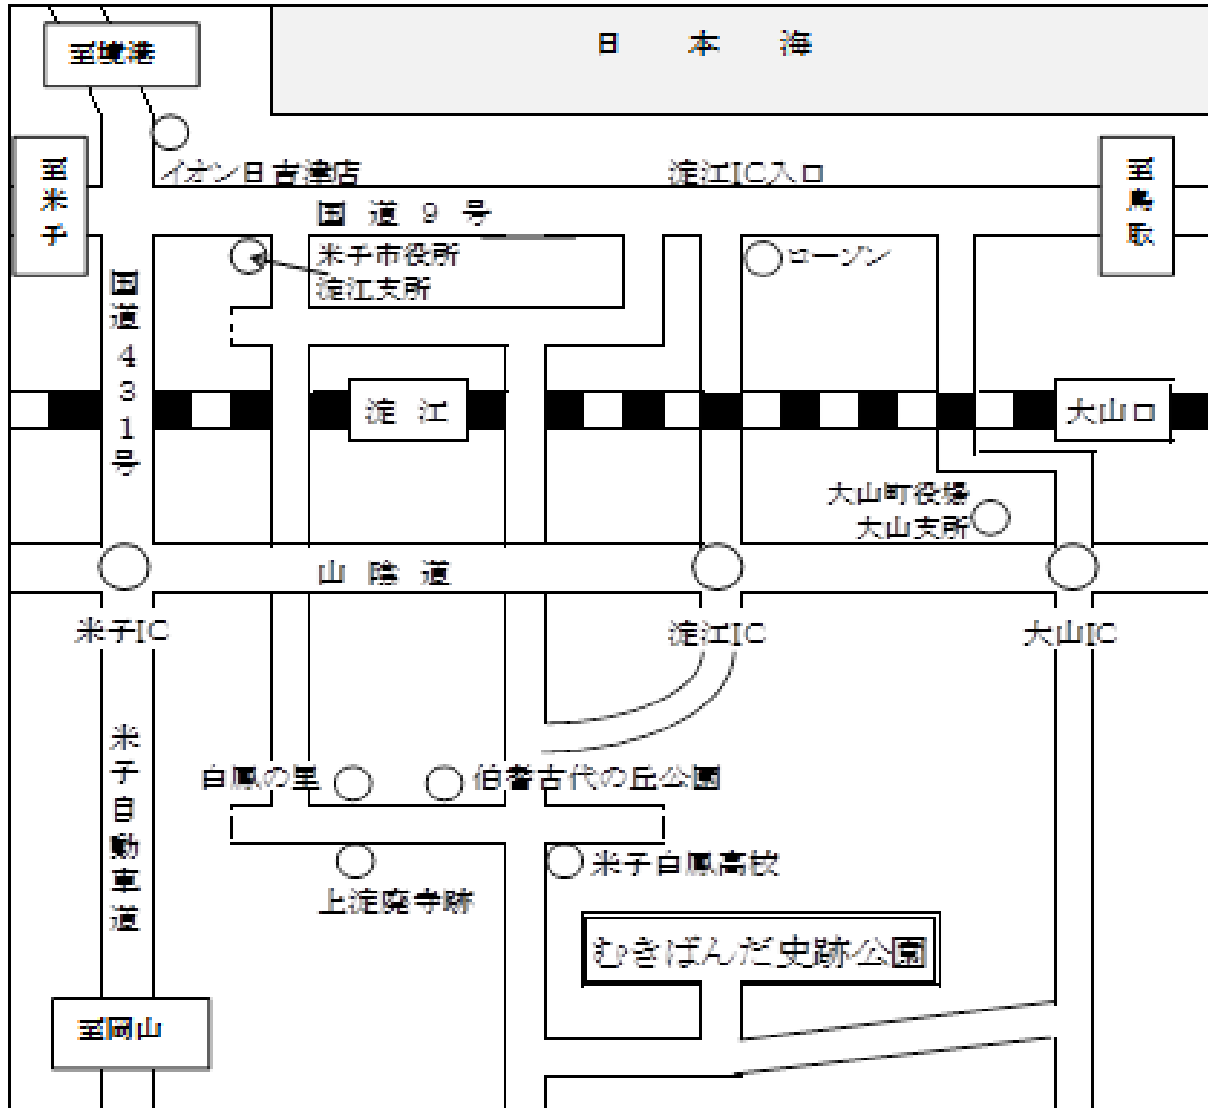 日本海
至境港
イオン日吉津店
淀江IC入口
至米子
至鳥取
国道9号
米子市役所
淀江支所
ローソン
国道431号
淀江
大山口
大山町役場
大山支所
山陰道
米子IC
淀江IC
大山IC
米子自動車道
白鳳の里
伯耆古代の丘公園
上淀廃寺跡
米子白鳳高校
むきばんだ史跡公園
至岡山